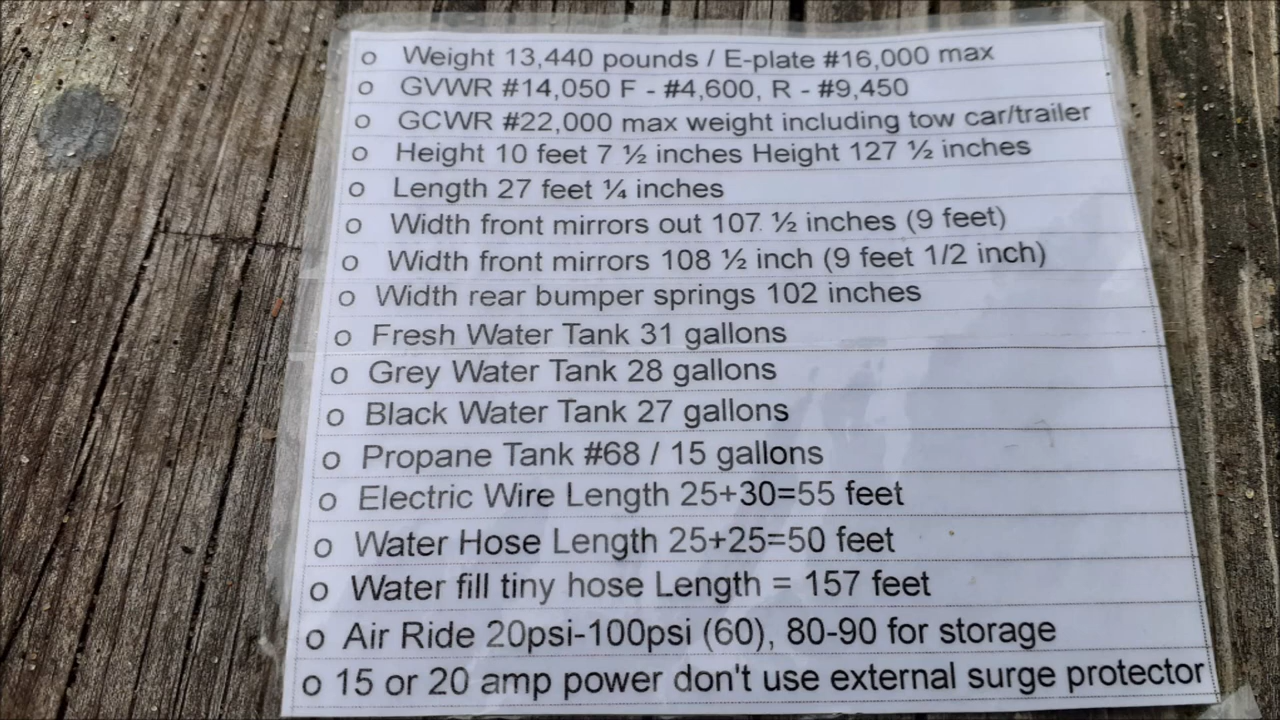 o Weight 13,440 pounds / E-plate #16,000 max
o GVWR #14,050 F - #4,600, R - #9,450
o GCWR #22,000 max weight including tow car/trailer
o Height 10 feet 7 ½ inches Height 127 ½ inches
o Length 27 feet ¼ inches
o Width front mirrors out 107 ½ inches (9 feet)
o Width front mirrors 108 ½ inch (9 feet 1/2 inch)
o Width rear bumper springs 102 inches
o Fresh Water Tank 31 gallons
o Grey Water Tank 28 gallons
o Black Water Tank 27 gallons
o Propane Tank #68 / 15 gallons
o Electric Wire Length 25+30=55 feet
o Water Hose Length 25+25=50 feet
o Water fill tiny hose Length = 157 feet
o Air Ride 20psi-100psi (60), 80-90 for storage
o 15 or 20 amp power don't use external surge protector